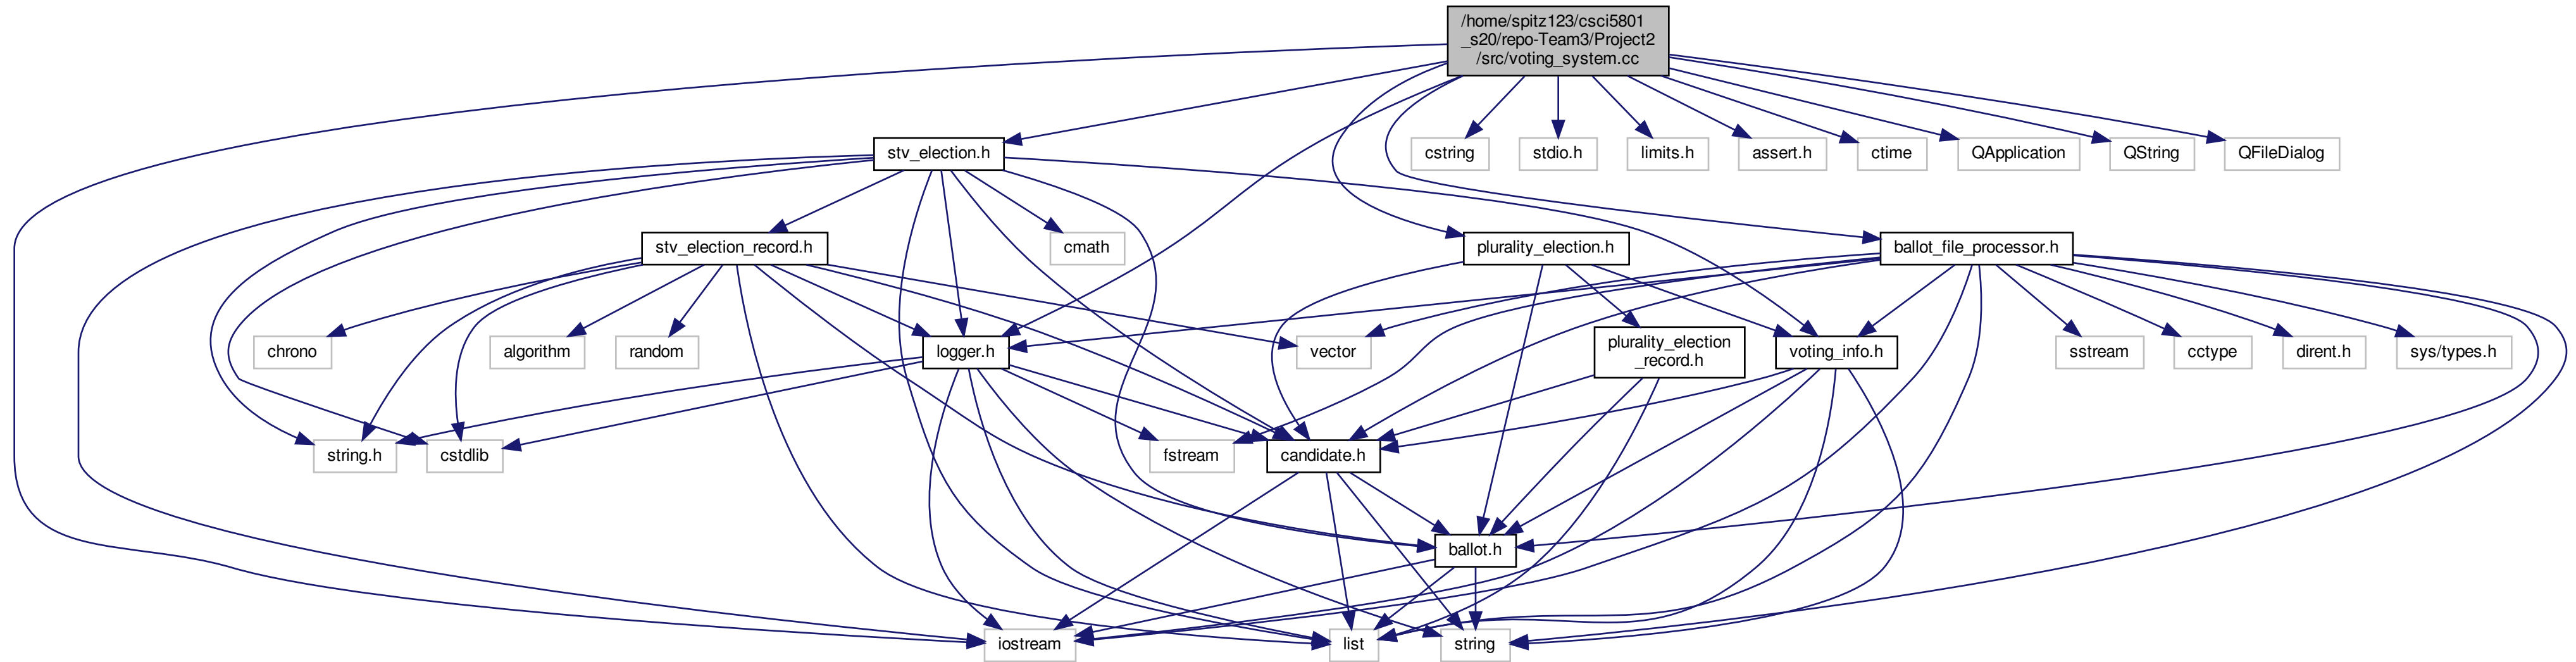 /home/spitz123/csci5801
_s20/repo-Team3/Project2
/src/voting_system.cc
stv_election.h
cstring
stdio.h
limits.h
assert.h
ctime
QApplication
QString
QFileDialog
stv_election_record.h
cmath
plurality_election.h
ballot_file_processor.h
chrono
algorithm
random
logger.h
vector
plurality_election
_record.h
voting_info.h
sstream
cctype
dirent.h
sys/types.h
string.h
cstdlib
fstream
candidate.h
ballot.h
iostream
list
string